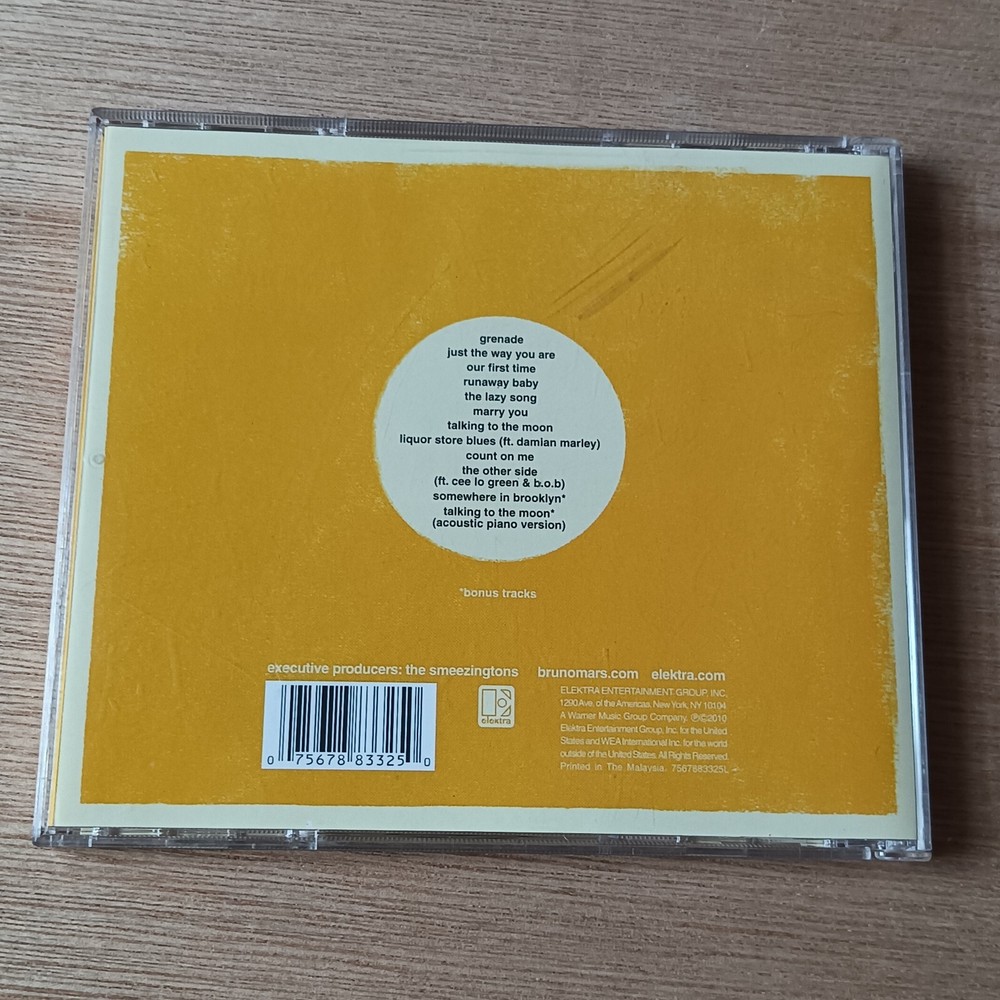 grenade
just the way you are
our first time
runaway baby
the lazy song
marry you
talking to the moon
liquor store blues (ft. damian marley)
count on me
the other side
(ft. cee lo green & b.o.b)
somewhere in brooklyn*
talking to the moon*
(acoustic piano version)
*bonus tracks
executive producers: the smeezingtons brunomars.com elektra.com
0 75678 83325 0
elektra
ELEKTRA ENTERTAINMENT GROUP, INC,
1290 Ave. of the Americas. New York, NY 10104
A Warner Music Group Company. ℗©2010
Elektra Entertainment Group, Inc. for the United
States and WEA International Inc. for the world
outside of the United States. All Rights Reserved.
Printed in The Malaysia. 7567883325L